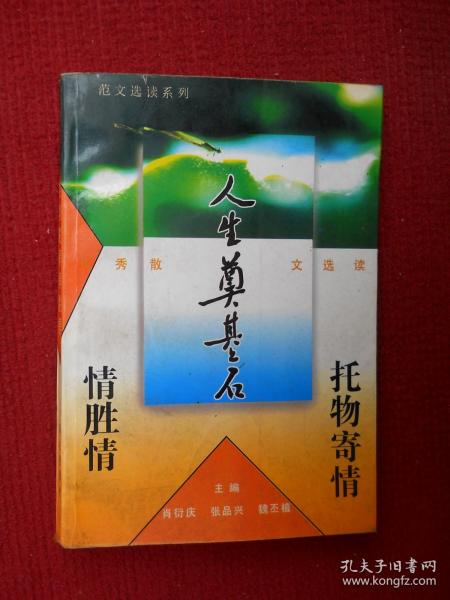 范文选读系列
人生奠基石
秀散 文选读
情胜情
托物寄情
主编
肖衍庆 张品兴 魏丕植
孔夫子旧书网
www.kongfz.com